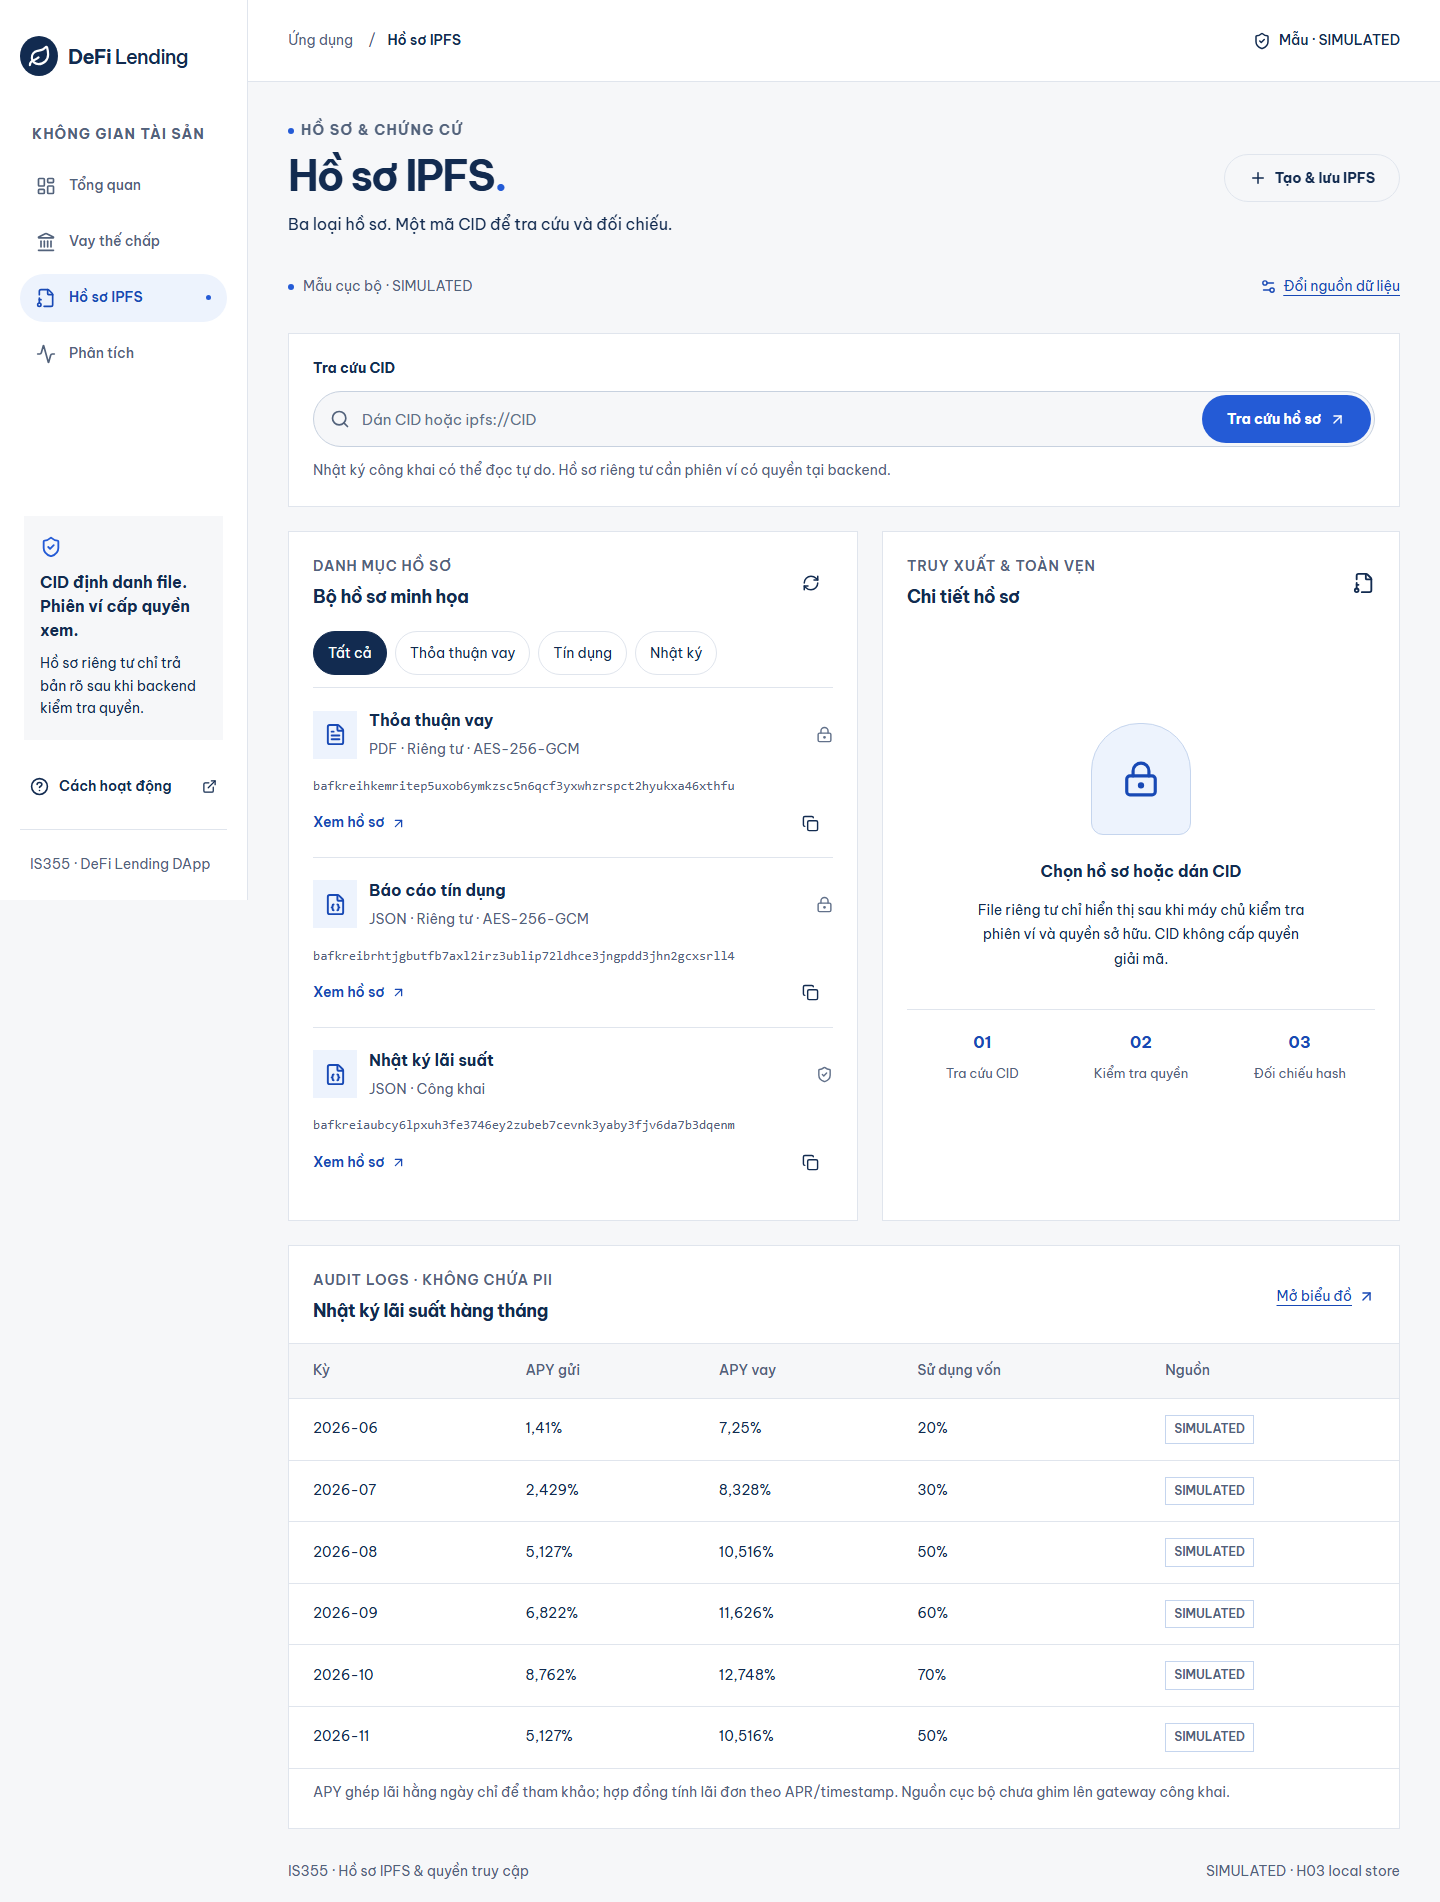 DeFi Lending
KHÔNG GIAN TÀI SẢN
Tổng quan
Vay thế chấp
Hồ sơ IPFS
Phân tích
CID định danh file.
Phiên ví cấp quyền
xem.
Hồ sơ riêng tư chỉ trả
bản rõ sau khi backend
kiểm tra quyền.
Cách hoạt động
IS355 · DeFi Lending DApp
Ứng dụng / Hồ sơ IPFS
Mẫu · SIMULATED
HỒ SƠ & CHỨNG CỨ
Hồ sơ IPFS.
Tạo & lưu IPFS
Ba loại hồ sơ. Một mã CID để tra cứu và đối chiếu.
Mẫu cục bộ · SIMULATED
Đổi nguồn dữ liệu
Tra cứu CID
Dán CID hoặc ipfs://CID
Tra cứu hồ sơ
Nhật ký công khai có thể đọc tự do. Hồ sơ riêng tư cần phiên ví có quyền tại backend.
DANH MỤC HỒ SƠ
Bộ hồ sơ minh họa
Tất cả
Thỏa thuận vay
Tín dụng
Nhật ký
Thỏa thuận vay
PDF · Riêng tư · AES-256-GCM
bafkreihkemritep5uxob6ymkzsc5n6qcf3yxwhzrspct2hyukxa46xthfu
Xem hồ sơ
Báo cáo tín dụng
JSON · Riêng tư · AES-256-GCM
bafkreibrhtjgbutfb7axl2irz3ublip72ldhce3jngpdd3jhn2gcxsrll4
Xem hồ sơ
Nhật ký lãi suất
JSON · Công khai
bafkreiaubcy6lpxuh3fe3746ey2zubeb7cevnk3yaby3fjv6da7b3dqenm
Xem hồ sơ
TRUY XUẤT & TOÀN VẸN
Chi tiết hồ sơ
Chọn hồ sơ hoặc dán CID
File riêng tư chỉ hiển thị sau khi máy chủ kiểm tra
phiên ví và quyền sở hữu. CID không cấp quyền
giải mã.
01 02 03
Tra cứu CID Kiểm tra quyền Đối chiếu hash
AUDIT LOGS · KHÔNG CHỨA PII
Nhật ký lãi suất hàng tháng
Mở biểu đồ
Kỳ APY gửi APY vay Sử dụng vốn Nguồn
2026-06 1,41% 7,25% 20% SIMULATED
2026-07 2,429% 8,328% 30% SIMULATED
2026-08 5,127% 10,516% 50% SIMULATED
2026-09 6,822% 11,626% 60% SIMULATED
2026-10 8,762% 12,748% 70% SIMULATED
2026-11 5,127% 10,516% 50% SIMULATED
APY ghép lãi hằng ngày chỉ để tham khảo; hợp đồng tính lãi đơn theo APR/timestamp. Nguồn cục bộ chưa ghim lên gateway công khai.
IS355 · Hồ sơ IPFS & quyền truy cập
SIMULATED · H03 local store